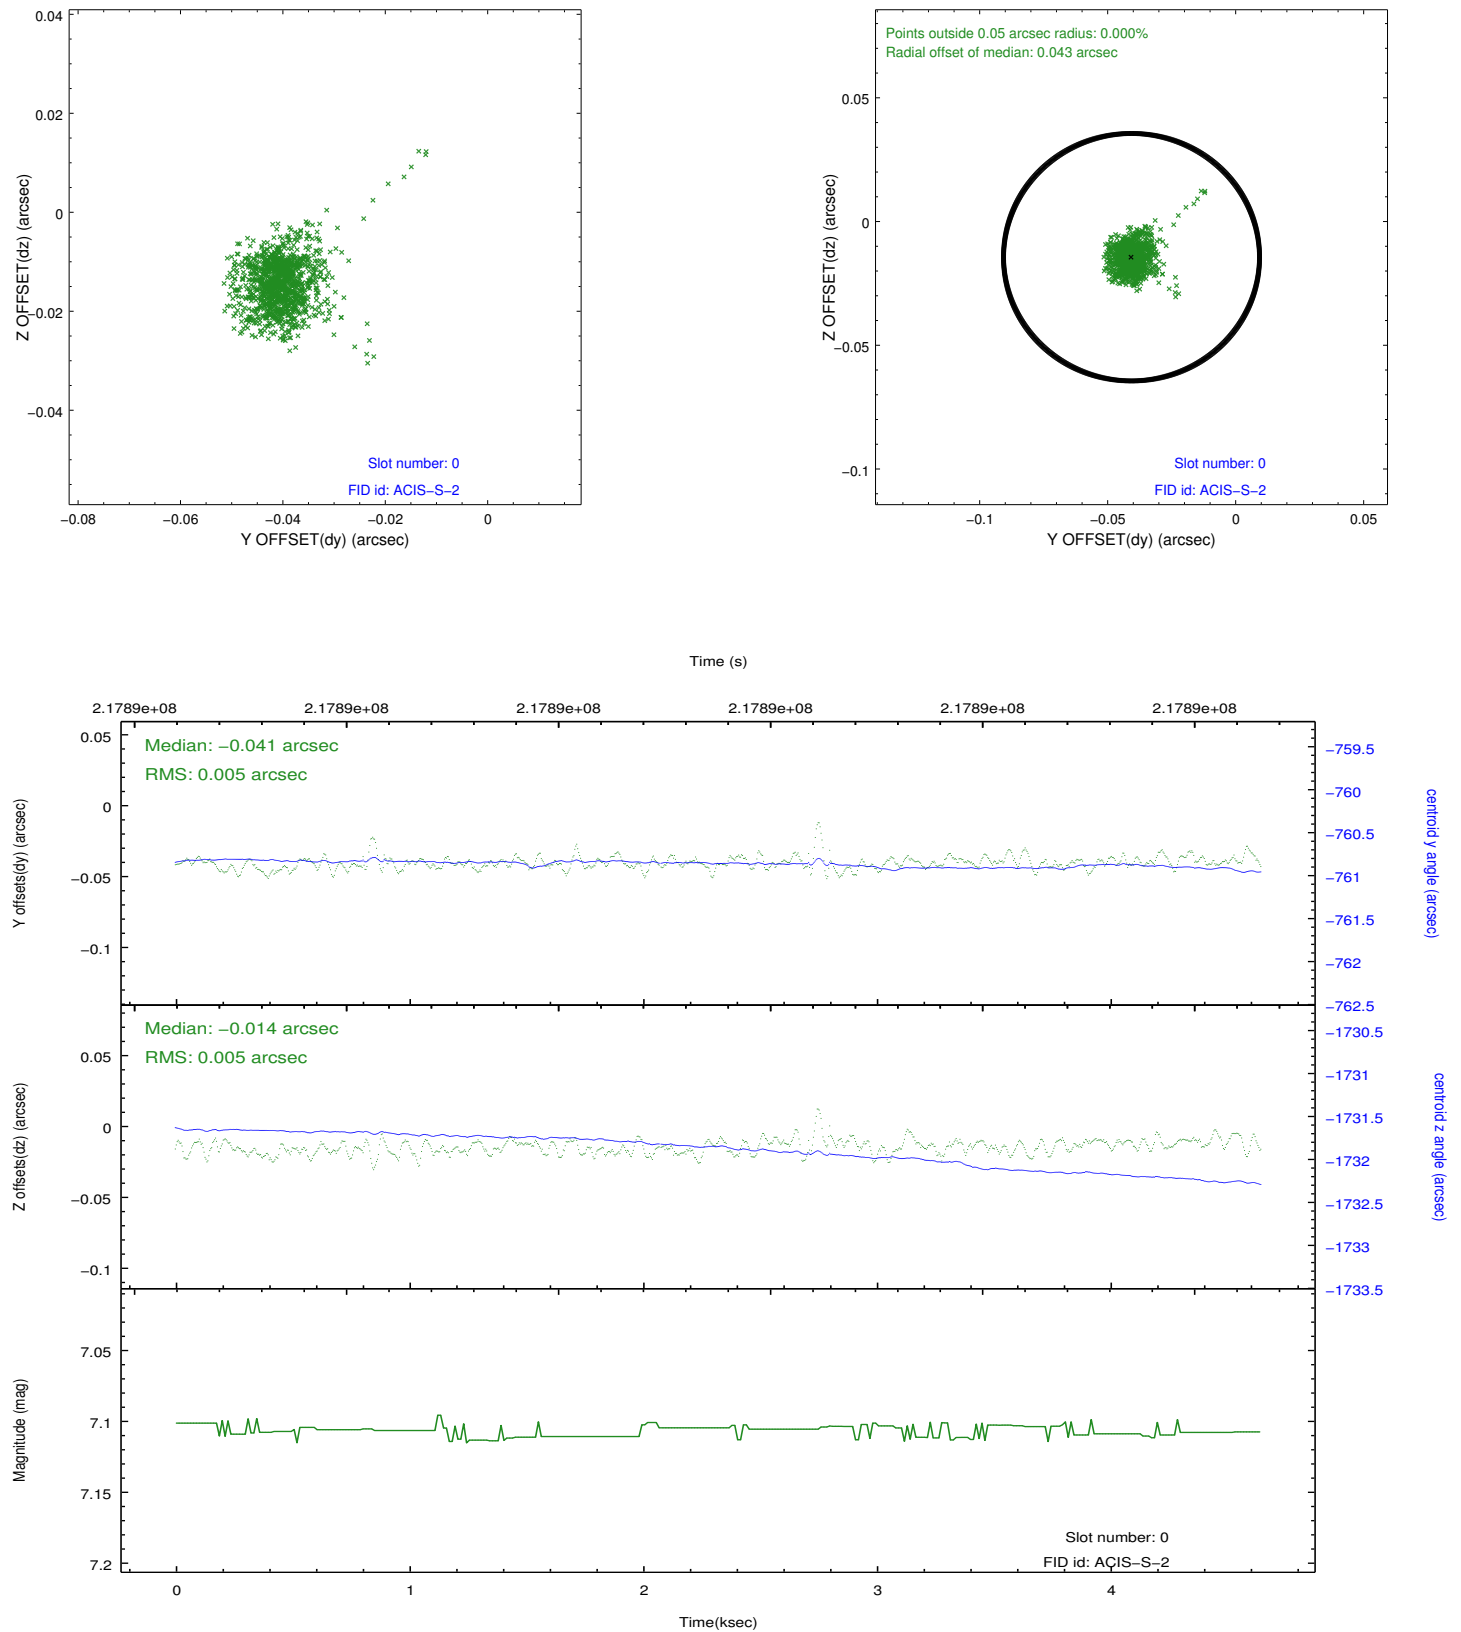 0.04
0.02
0
−0.02
−0.04
Z OFFSET(dz) (arcsec)
Slot number: 0
FID id: ACIS−S−2
−0.08 −0.06 −0.04 −0.02 0
Y OFFSET(dy) (arcsec)
Points outside 0.05 arcsec radius: 0.000%
Radial offset of median: 0.043 arcsec
0.05
0
−0.05
−0.1
Z OFFSET(dz) (arcsec)
Slot number: 0
FID id: ACIS−S−2
−0.1 −0.05 0 0.05
Y OFFSET(dy) (arcsec)
Time (s)
2.1789e+08 2.1789e+08 2.1789e+08 2.1789e+08 2.1789e+08 2.1789e+08
Median: −0.041 arcsec
RMS: 0.005 arcsec
0.05
0
−0.05
−0.1
Y offsets(dy) (arcsec)
−759.5
−760
−760.5
−761
−761.5
−762
−762.5
centroid y angle (arcsec)
Median: −0.014 arcsec
RMS: 0.005 arcsec
0.05
0
−0.05
−0.1
Z offsets(dz) (arcsec)
−1730.5
−1731
−1731.5
−1732
−1732.5
−1733
−1733.5
centroid z angle (arcsec)
7.05
7.1
7.15
7.2
Magnitude (mag)
Slot number: 0
FID id: ACIS−S−2
0 1 2 3 4
Time(ksec)